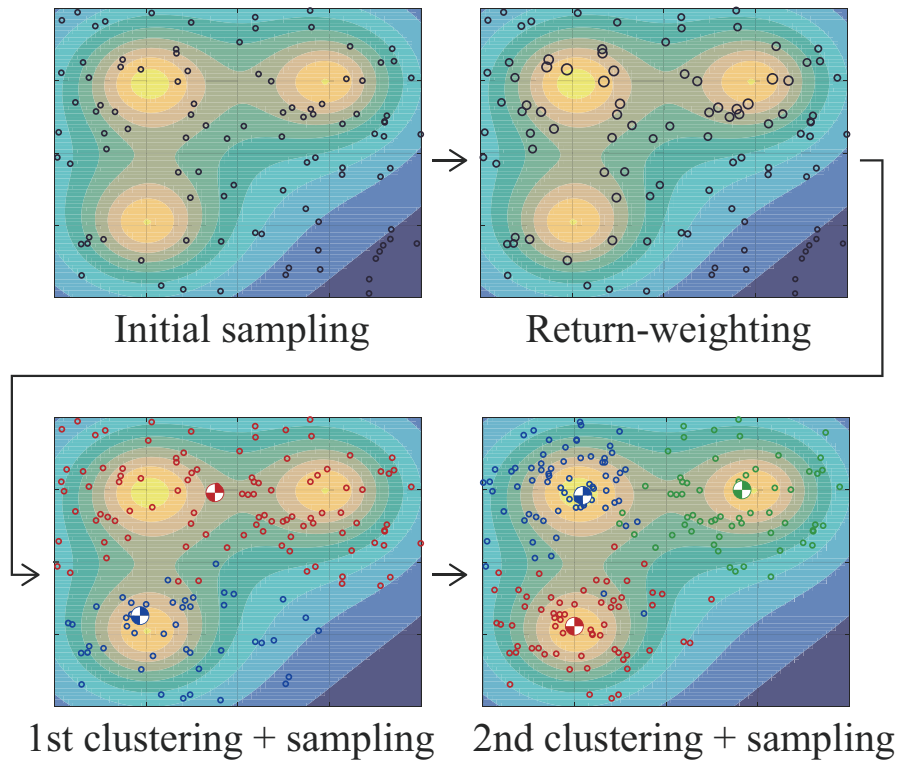 Initial sampling
Return-weighting
1st clustering + sampling
2nd clustering + sampling